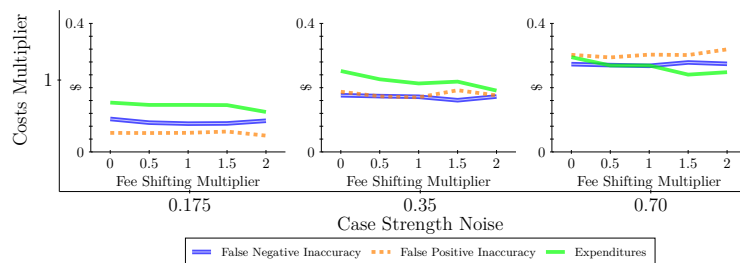 Costs Multiplier
1
0.4
$
0
0 0.5 1 1.5 2
Fee Shifting Multiplier
0.4
$
0
0 0.5 1 1.5 2
Fee Shifting Multiplier
0.4
$
0
0 0.5 1 1.5 2
Fee Shifting Multiplier
0.175 0.35 0.70
Case Strength Noise
False Negative Inaccuracy False Positive Inaccuracy Expenditures